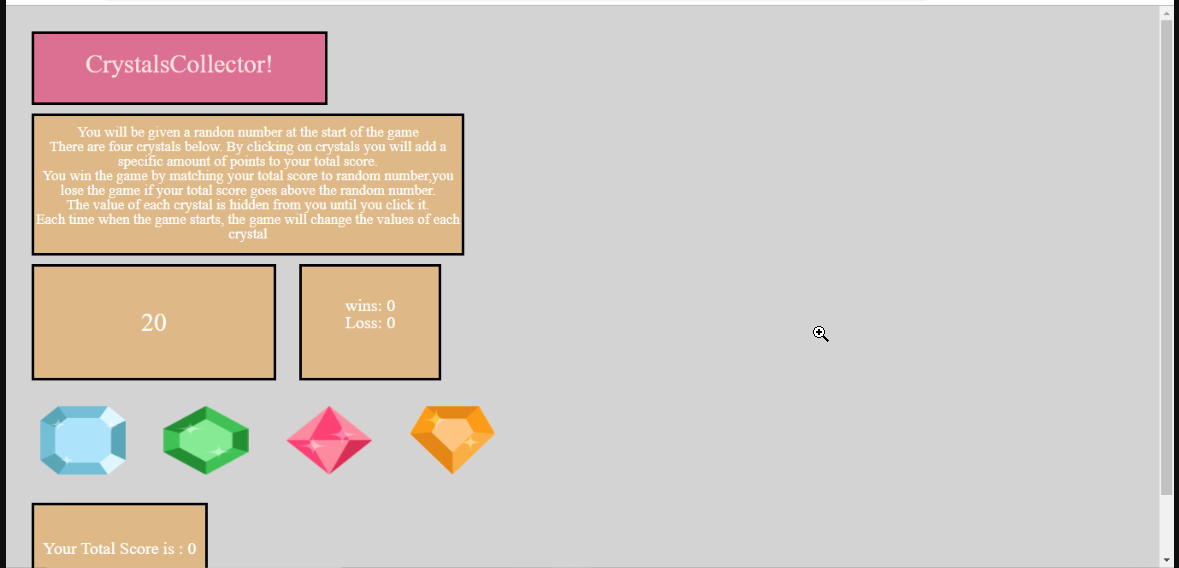 CrystalsCollector!
You will be given a randon number at the start of the game
There are four crystals below. By clicking on crystals you will add a
specific amount of points to your total score.
You win the game by matching your total score to random number,you
lose the game if your total score goes above the random number.
The value of each crystal is hidden from you until you click it.
Each time when the game starts, the game will change the values of each
crystal
20
wins: 0
Loss: 0
Your Total Score is : 0